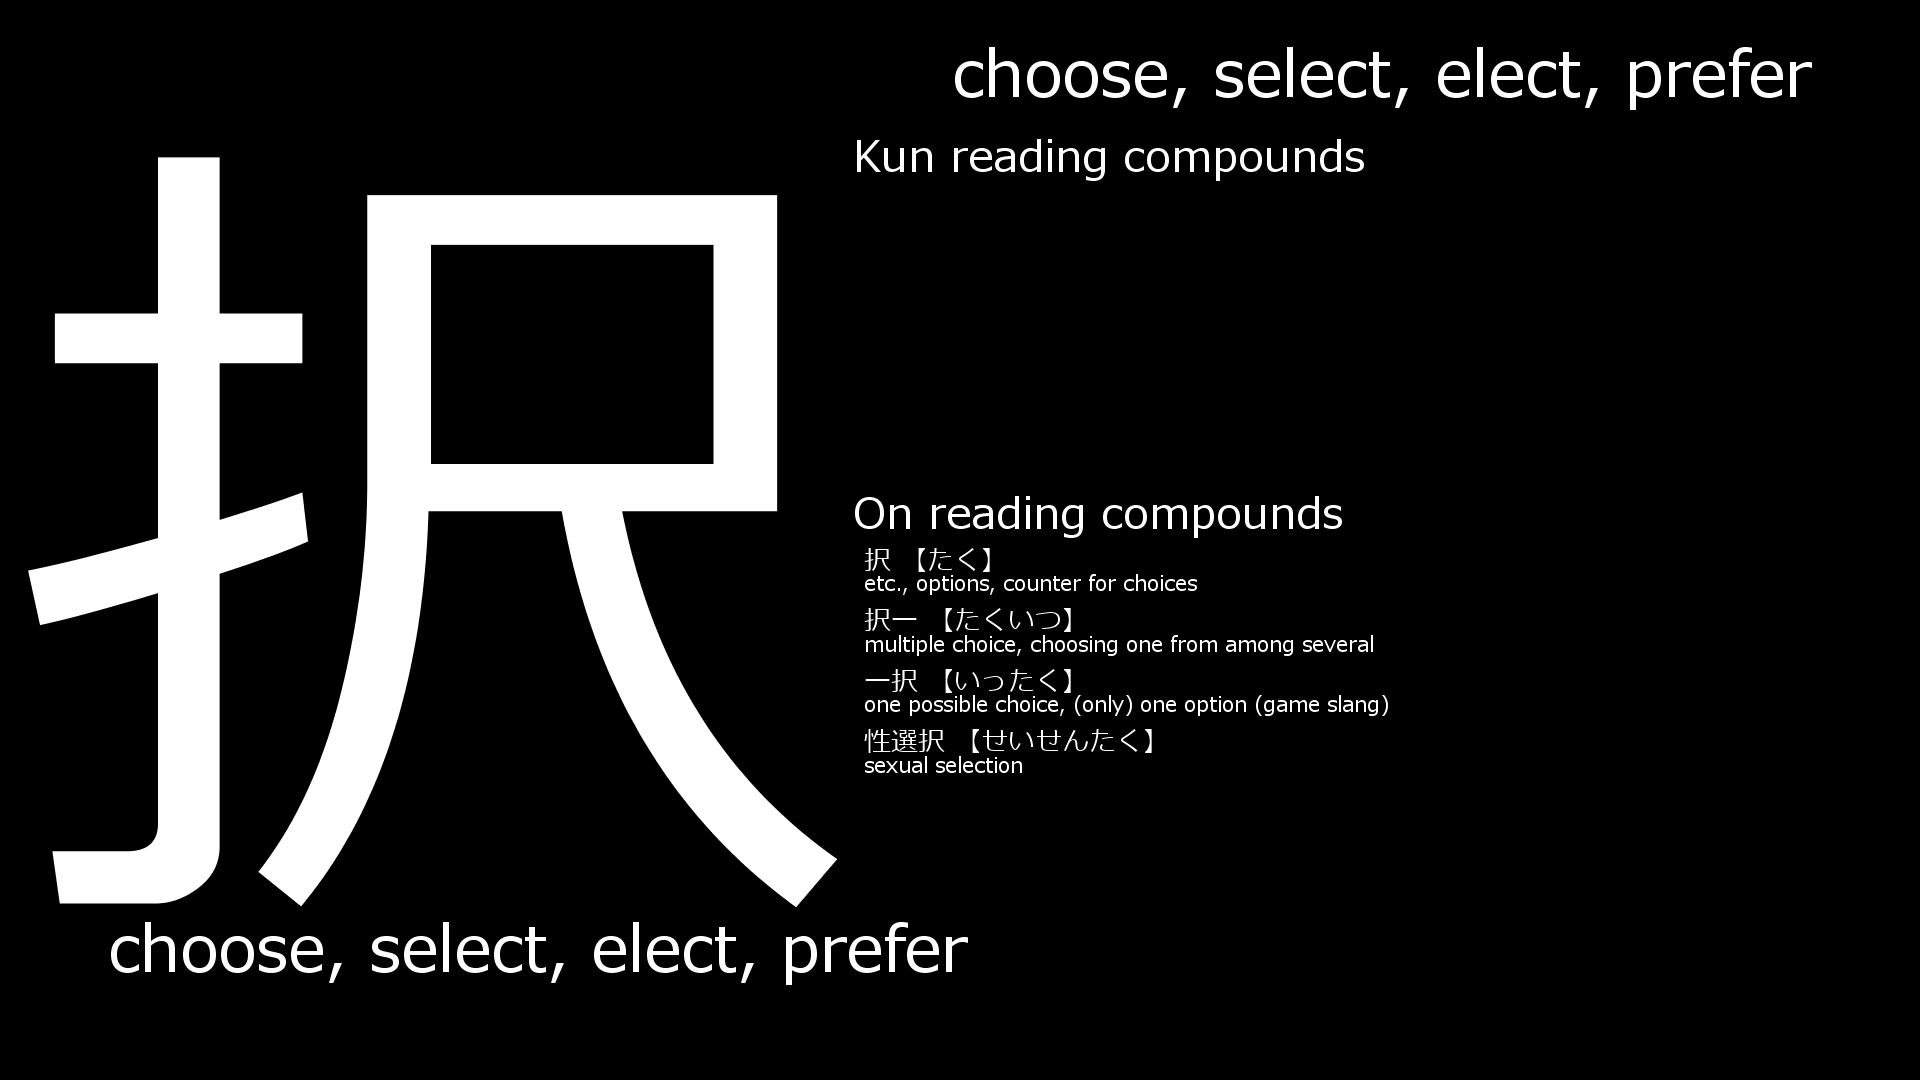 択
choose, select, elect, prefer
choose, select, elect, prefer
Kun reading compounds
On reading compounds
択 【たく】
etc., options, counter for choices
択一 【たくいつ】
multiple choice, choosing one from among several
一択 【いったく】
one possible choice, (only) one option (game slang)
性選択 【せいせんたく】
sexual selection